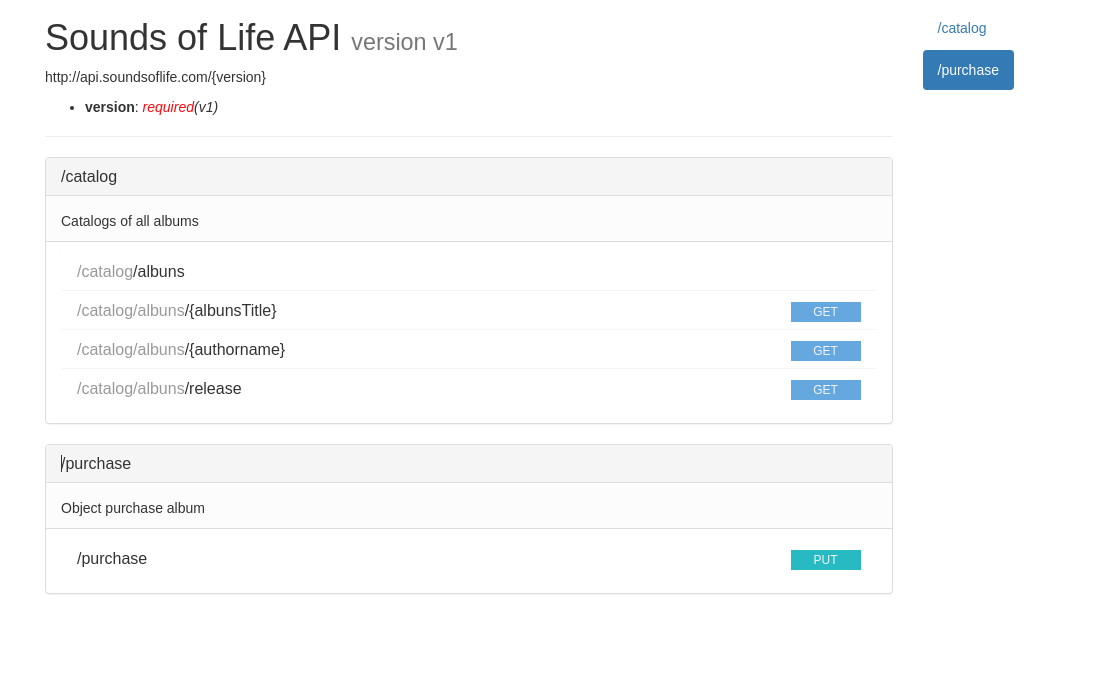 Sounds of Life API version v1
http://api.soundsoflife.com/{version}
• version: required(v1)
/catalog
/purchase
/catalog
Catalogs of all albums
/catalog/albuns
/catalog/albuns/{albunsTitle} GET
/catalog/albuns/{authorname} GET
/catalog/albuns/release GET
/purchase
Object purchase album
/purchase PUT